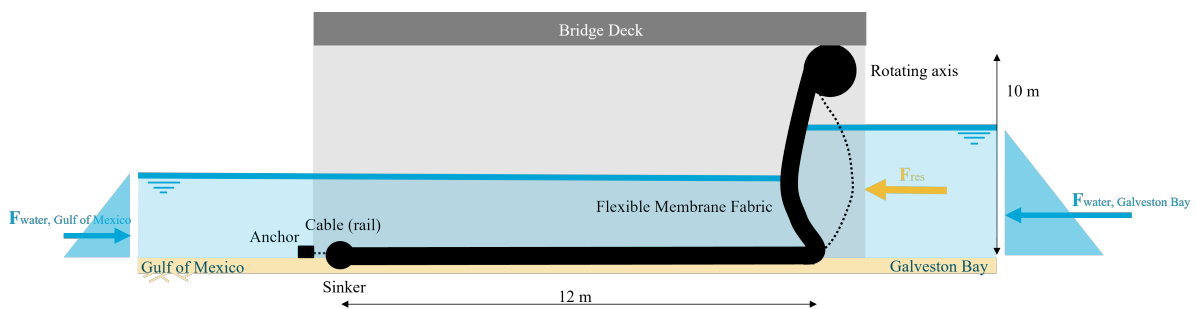 Bridge Deck
Rotating axis
10 m
Fres
Fwater, Gulf of Mexico
Fwater, Galveston Bay
Flexible Membrane Fabric
Cable (rail)
Anchor
Gulf of Mexico
Galveston Bay
Sinker
12 m